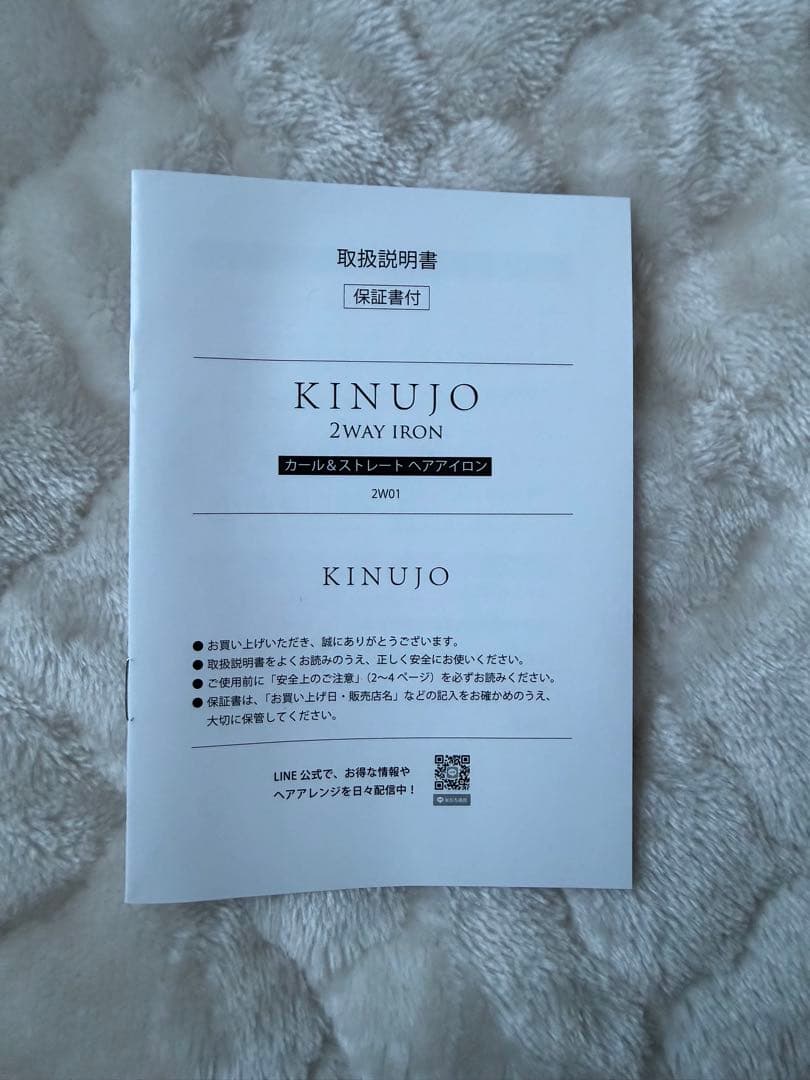 取扱説明書
保証書付
KINUJO
2WAY IRON
カール&ストレート ヘアアイロン
2W01
KINUJO
● お買い上げいただき、誠にありがとうございます。
● 取扱説明書をよくお読みのうえ、正しく安全にお使いください。
● ご使用前に「安全上のご注意」(2〜4ページ)を必ずお読みください。
● 保証書は、「お買い上げ日・販売店名」などの記入をお確かめのうえ、
大切に保管してください。
LINE公式で、お得な情報や
ヘアアレンジを日々配信中!